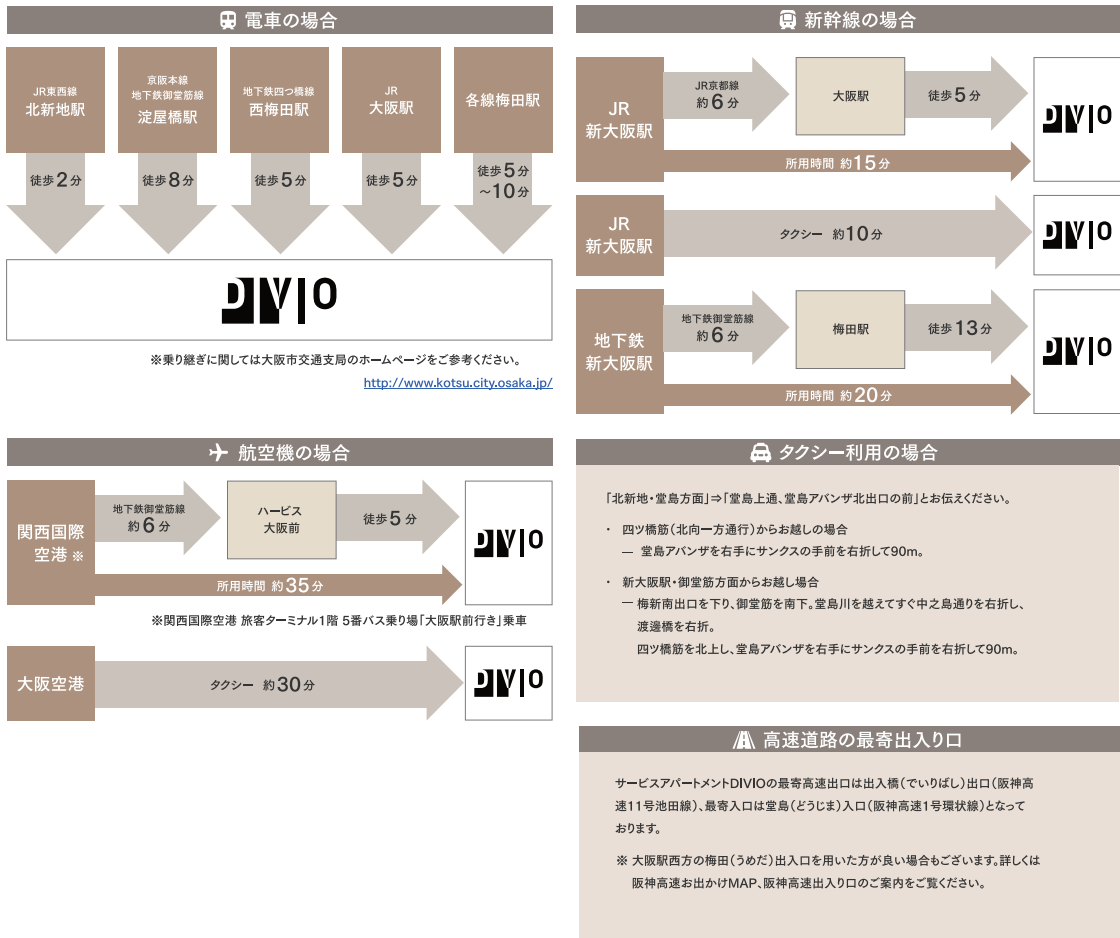 電車の場合
JR東西線
北新地駅
京阪本線
地下鉄御堂筋線
淀屋橋駅
地下鉄四つ橋線
西梅田駅
JR
大阪駅
各線梅田駅
徒歩2分
徒歩8分
徒歩5分
徒歩5分
徒歩5分
～10分
DIVIO
※乗り継ぎに関しては大阪市交通支局のホームページをご参考ください。
http://www.kotsu.city.osaka.jp/
新幹線の場合
JR
新大阪駅
JR京都線
約6分
大阪駅
徒歩5分
DIVIO
所用時間 約15分
JR
新大阪駅
タクシー 約10分
DIVIO
地下鉄
新大阪駅
地下鉄御堂筋線
約6分
梅田駅
徒歩13分
DIVIO
所用時間 約20分
航空機の場合
関西国際
空港 ※
地下鉄御堂筋線
約6分
ハービス
大阪前
徒歩5分
DIVIO
所用時間 約35分
※関西国際空港 旅客ターミナル1階 5番バス乗り場「大阪駅前行き」乗車
大阪空港
タクシー 約30分
DIVIO
タクシー利用の場合
「北新地・堂島方面」⇒「堂島上通、堂島アバンザ北出口の前」とお伝えください。
・ 四ツ橋筋（北向一方通行）からお越しの場合
― 堂島アバンザを右手にサンクスの手前を右折して90m。
・ 新大阪駅・御堂筋方面からお越し場合
― 梅新南出口を下り、御堂筋を南下。堂島川を越えてすぐ中之島通りを右折し、
渡邊橋を右折。
四ツ橋筋を北上し、堂島アバンザを右手にサンクスの手前を右折して90m。
高速道路の最寄出入り口
サービスアパートメントDIVIOの最寄高速出口は出入橋（でいりばし）出口（阪神高
速11号池田線）、最寄入口は堂島（どうじま）入口（阪神高速1号環状線）となって
おります。
※ 大阪駅西方の梅田（うめだ）出入口を用いた方が良い場合もございます。詳しくは
阪神高速お出かけMAP、阪神高速出入り口のご案内をご覧ください。